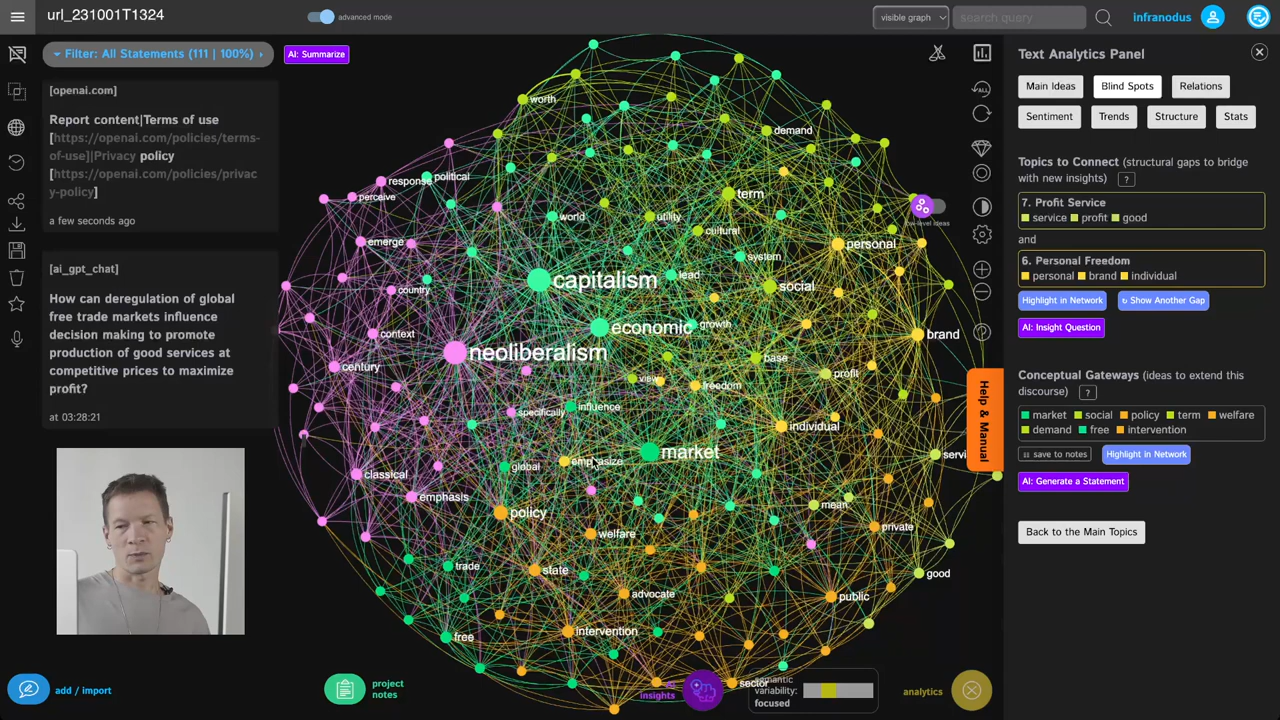 url_231001T1324
advanced mode
visible graph
search query
infranodus
Filter: All Statements (111 | 100%)
AI: Summarize
[openai.com]
Report content|Terms of use
[https://openai.com/policies/terms-
of-use]|Privacy policy
[https://openai.com/policies/privac
y-policy]
a few seconds ago
[ai_gpt_chat]
How can deregulation of global
free trade markets influence
decision making to promote
production of good services at
competitive prices to maximize
profit?
at 03:28:21
add / import
project
notes
worth
demand
response
political
perceive
term
world
utility
cultural
emerge
personal
system
capitalism
lead
social
country
economic
growth
context
brand
neoliberalism
base
century
profit
view
freedom
specifically
influence
individual
market
servi
global
emphasize
classical
emphasis
mean
policy
private
welfare
trade
state
good
advocate
public
free
intervention
sector
insights
semantic
variability:
focused
analytics
Help & Manual
Text Analytics Panel
Main Ideas
Blind Spots
Relations
Sentiment
Trends
Structure
Stats
Topics to Connect (structural gaps to bridge
with new insights) ?
7. Profit Service
service profit good
and
6. Personal Freedom
personal brand individual
Highlight in Network
↻ Show Another Gap
AI: Insight Question
Conceptual Gateways (ideas to extend this
discourse) ?
market social policy term welfare
demand free intervention
save to notes
Highlight in Network
AI: Generate a Statement
Back to the Main Topics